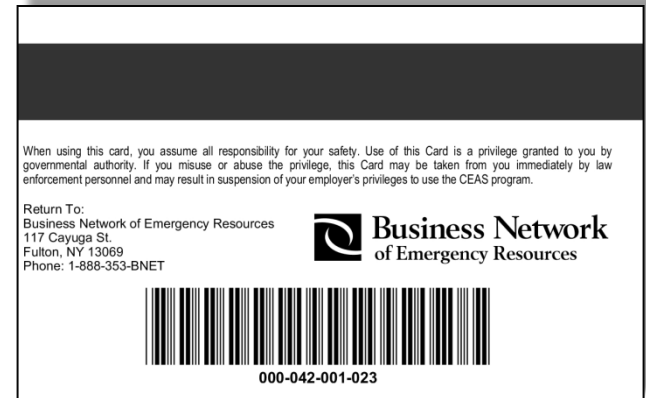 When using this card, you assume all responsibility for your safety. Use of this Card is a privilege granted to you by
governmental authority. If you misuse or abuse the privilege, this Card may be taken from you immediately by law
enforcement personnel and may result in suspension of your employer's privileges to use the CEAS program.
Return To:
Business Network of Emergency Resources
117 Cayuga St.
Fulton, NY 13069
Phone: 1-888-353-BNET
Business Network
of Emergency Resources
000-042-001-023